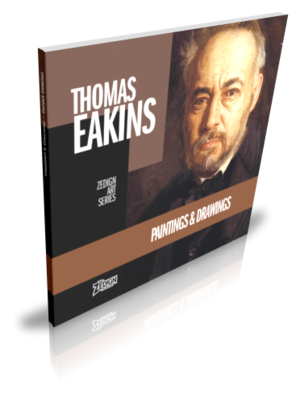 THOMAS
EAKINS
ZEDIGN
ART
SERIES
PAINTINGS & DRAWINGS
ZEDIGN